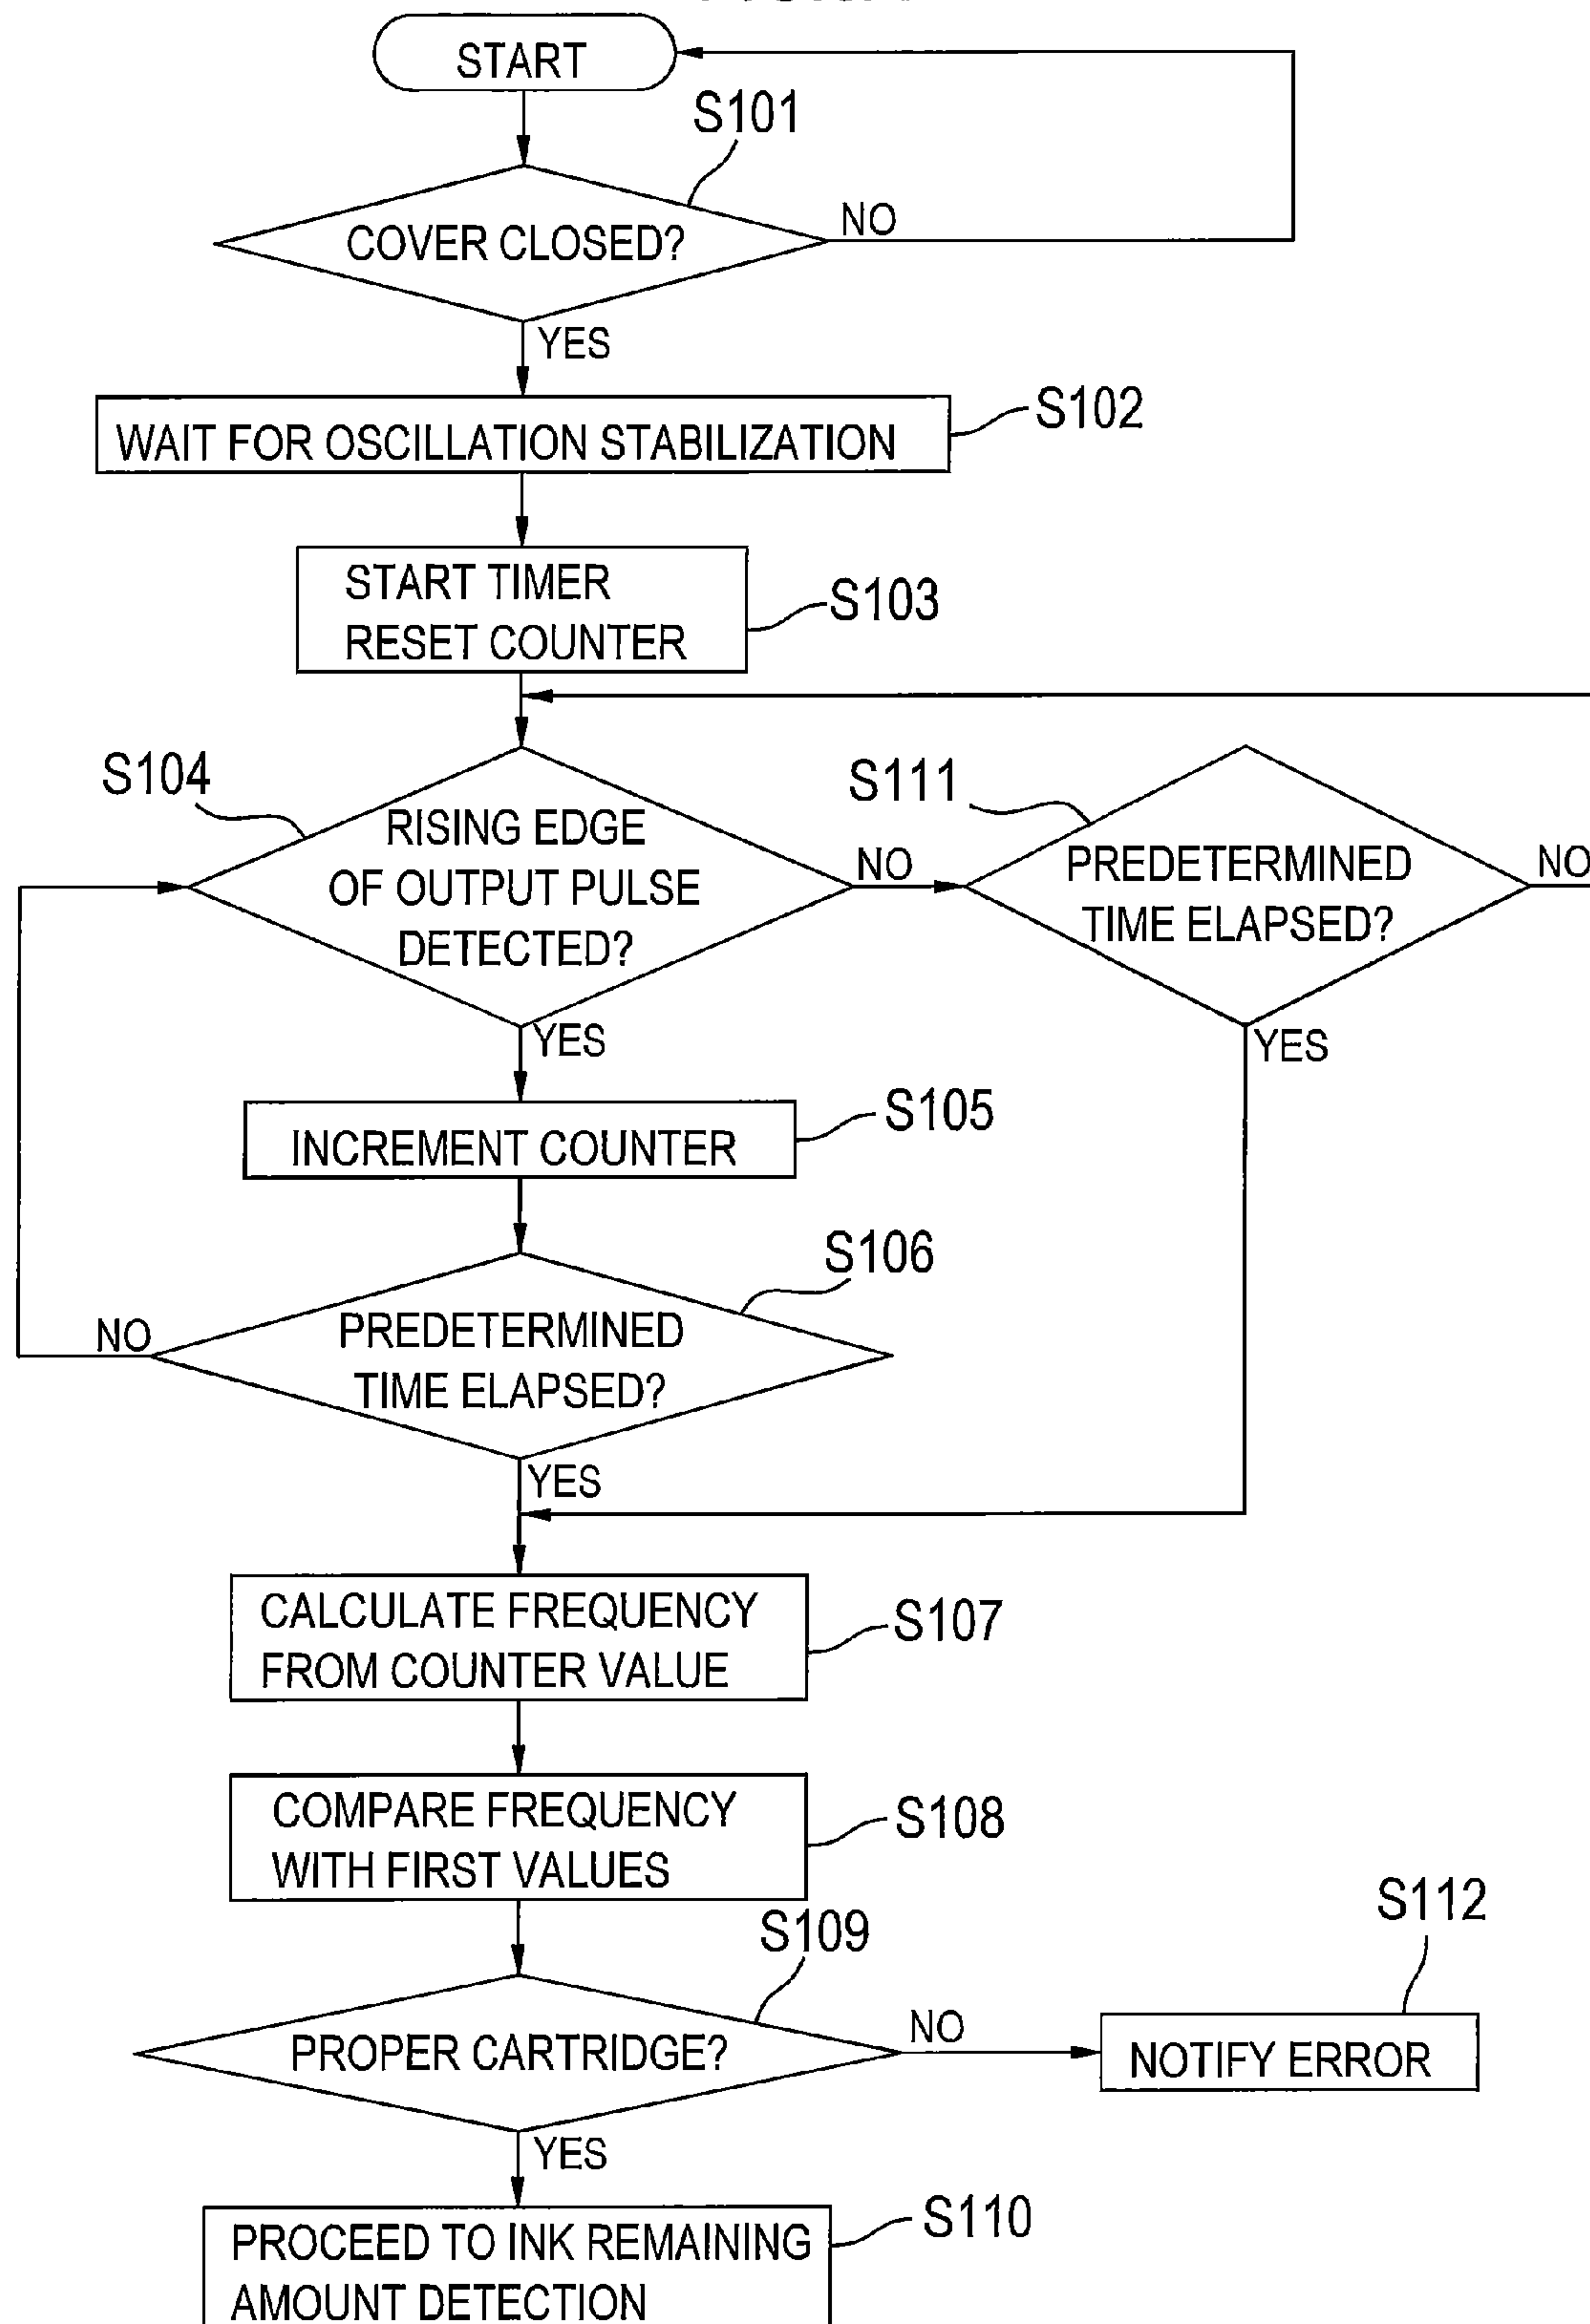 START
S101
COVER CLOSED?
NO
YES
WAIT FOR OSCILLATION STABILIZATION
S102
START TIMER
RESET COUNTER
S103
S104
RISING EDGE
OF OUTPUT PULSE
DETECTED?
NO
S111
PREDETERMINED
TIME ELAPSED?
NO
YES
YES
INCREMENT COUNTER
S105
S106
PREDETERMINED
TIME ELAPSED?
NO
YES
CALCULATE FREQUENCY
FROM COUNTER VALUE
S107
COMPARE FREQUENCY
WITH FIRST VALUES
S108
S109
PROPER CARTRIDGE?
NO
S112
NOTIFY ERROR
YES
PROCEED TO INK REMAINING
AMOUNT DETECTION
S110